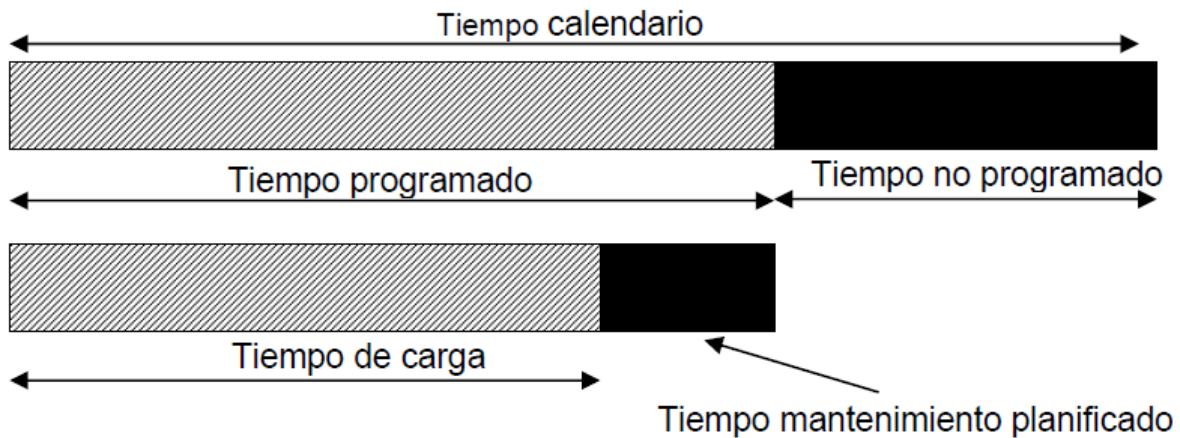 Tiempo calendario
Tiempo programado
Tiempo no programado
Tiempo de carga
Tiempo mantenimiento planificado